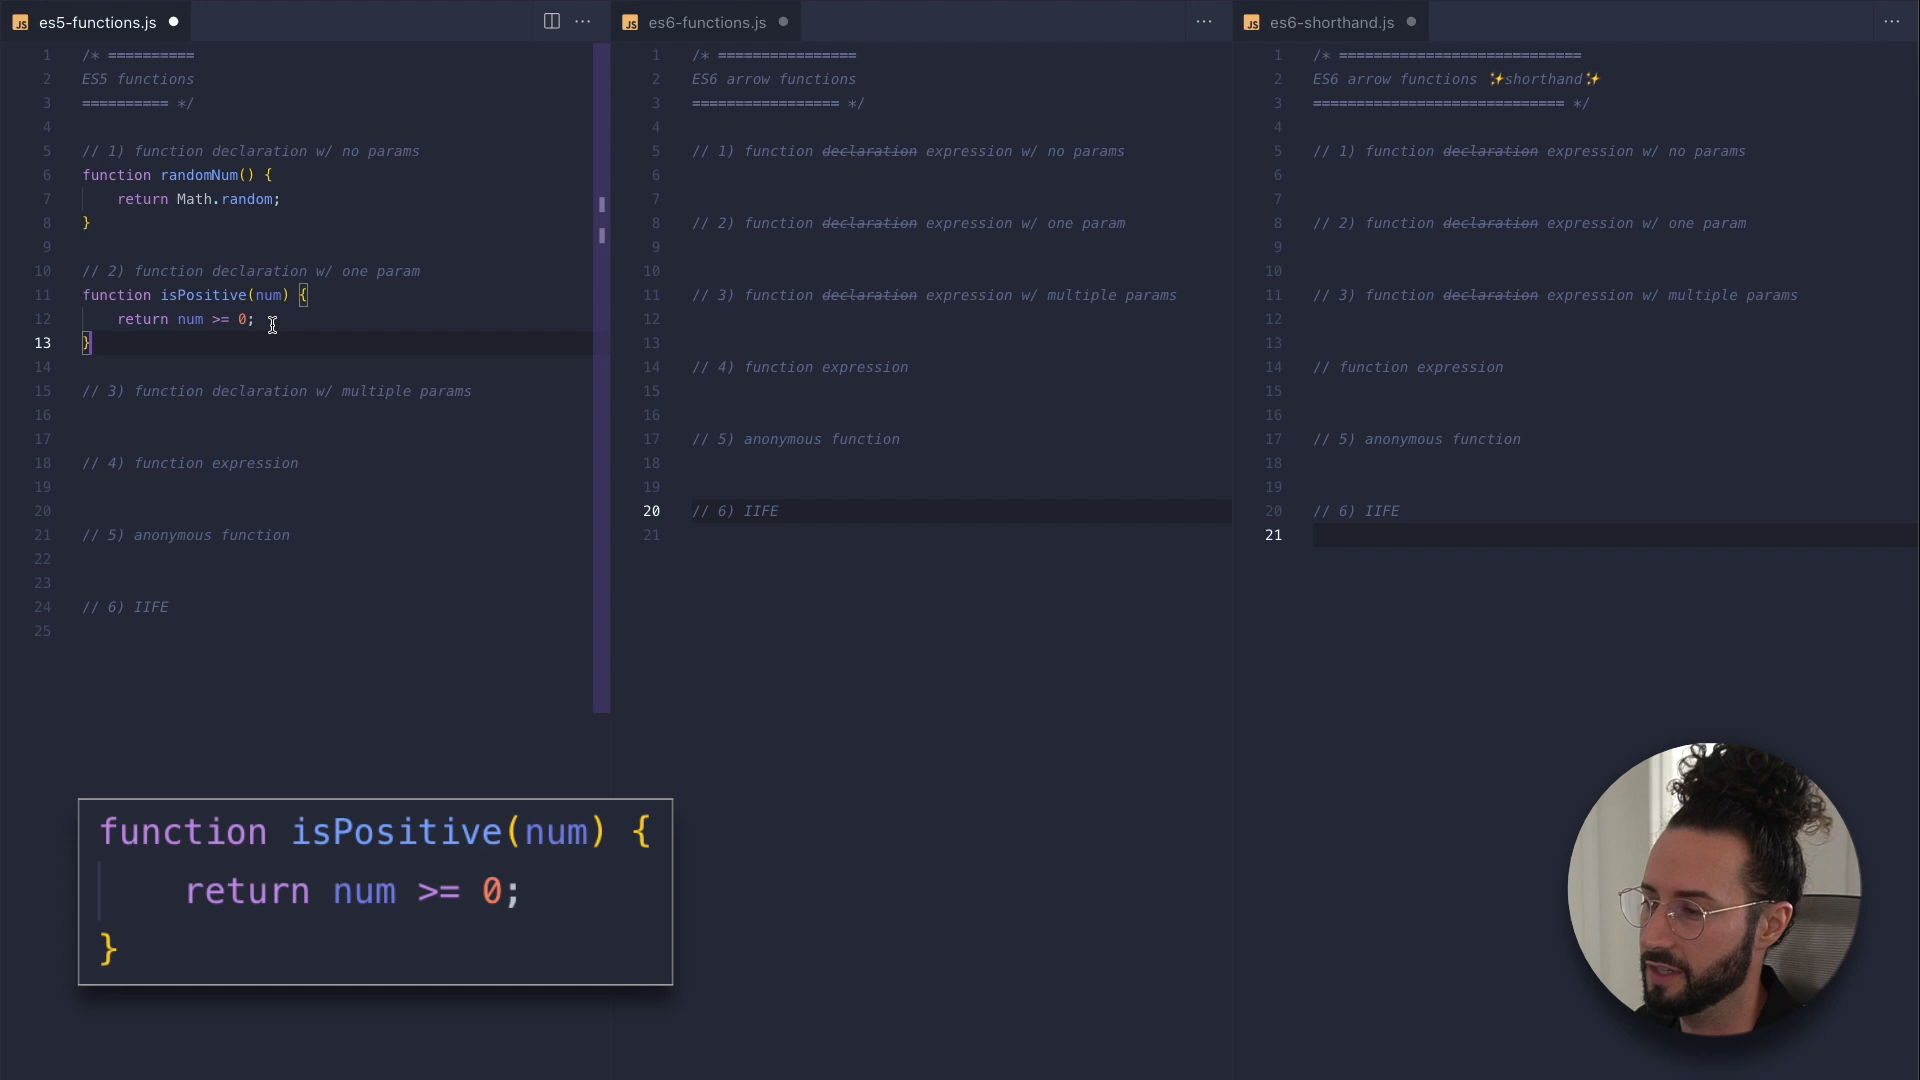 JS es5-functions.js
1 /* ==========
2 ES5 functions
3 ========== */
4
5 // 1) function declaration w/ no params
6 function randomNum() {
7 return Math.random;
8 }
9
10 // 2) function declaration w/ one param
11 function isPositive(num) {
12 return num >= 0;
13 }
14
15 // 3) function declaration w/ multiple params
16
17
18 // 4) function expression
19
20
21 // 5) anonymous function
22
23
24 // 6) IIFE
25
JS es6-functions.js
1 /* ================
2 ES6 arrow functions
3 ================= */
4
5 // 1) function declaration expression w/ no params
6
7
8 // 2) function declaration expression w/ one param
9
10
11 // 3) function declaration expression w/ multiple params
12
13
14 // 4) function expression
15
16
17 // 5) anonymous function
18
19
20 // 6) IIFE
21
JS es6-shorthand.js
1 /* ============================
2 ES6 arrow functions ✨shorthand✨
3 ============================= */
4
5 // 1) function declaration expression w/ no params
6
7
8 // 2) function declaration expression w/ one param
9
10
11 // 3) function declaration expression w/ multiple params
12
13
14 // function expression
15
16
17 // 5) anonymous function
18
19
20 // 6) IIFE
21
function isPositive(num) {
return num >= 0;
}